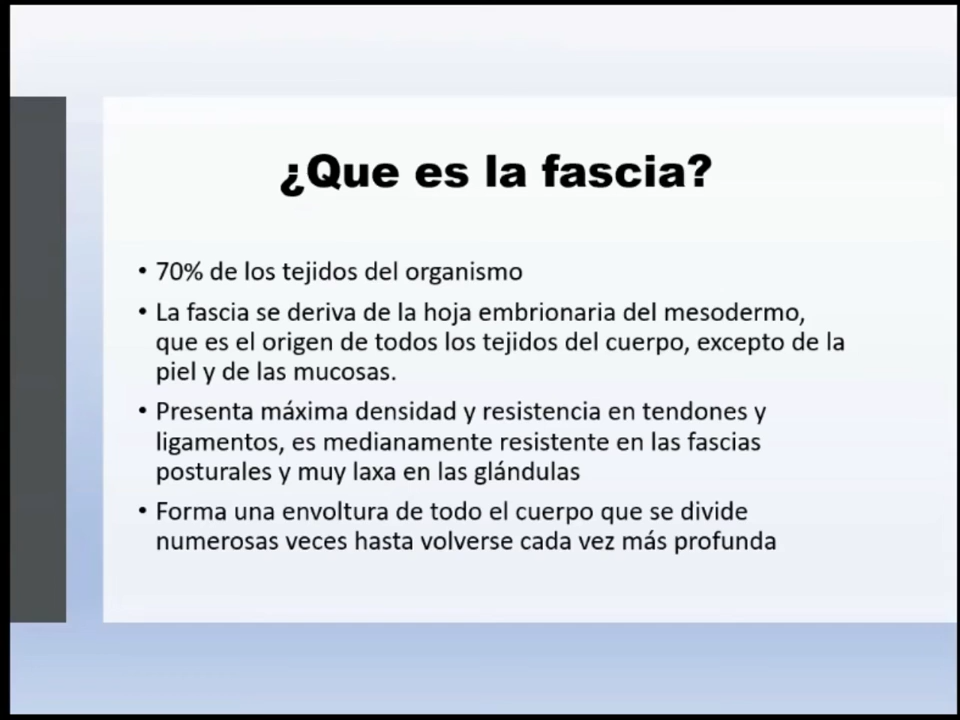 ¿Que es la fascia?
• 70% de los tejidos del organismo
• La fascia se deriva de la hoja embrionaria del mesodermo,
que es el origen de todos los tejidos del cuerpo, excepto de la
piel y de las mucosas.
• Presenta máxima densidad y resistencia en tendones y
ligamentos, es medianamente resistente en las fascias
posturales y muy laxa en las glándulas
• Forma una envoltura de todo el cuerpo que se divide
numerosas veces hasta volverse cada vez más profunda